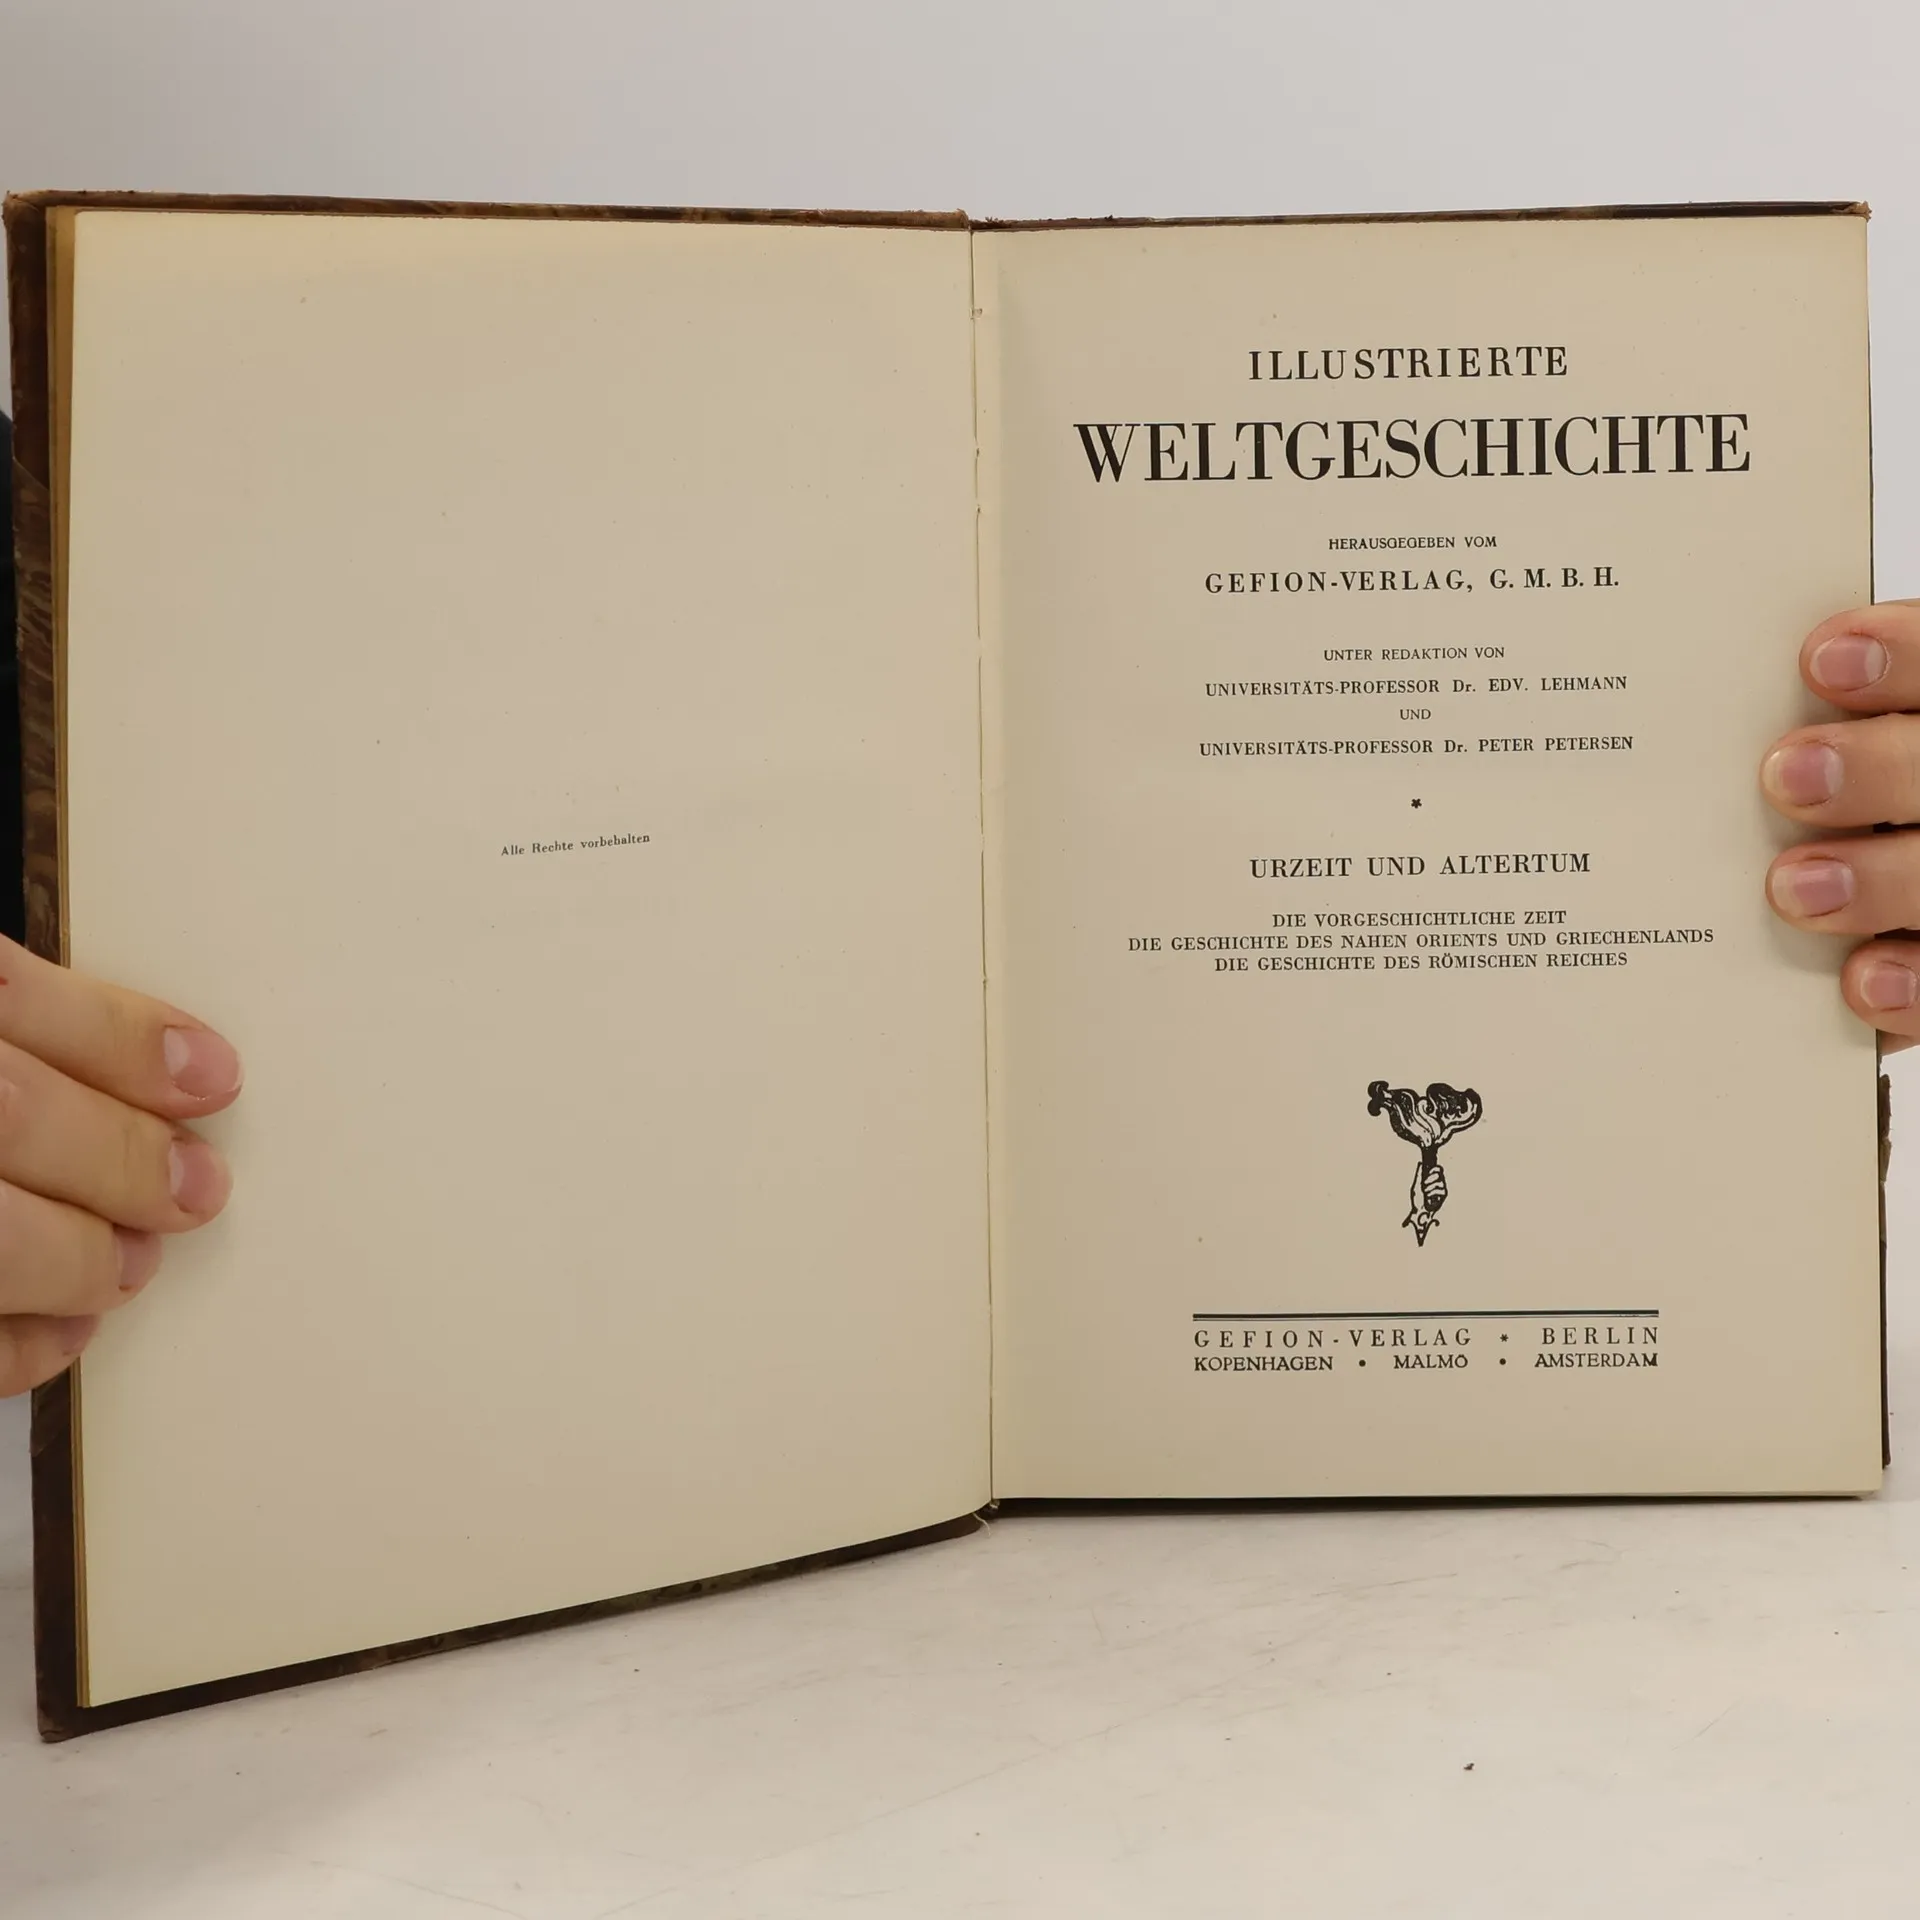 Alle Rechte vorbehalten
ILLUSTRIERTE
WELTGESCHICHTE
HERAUSGEGEBEN VOM
GEFION-VERLAG, G. M. B. H.
UNTER REDAKTION VON
UNIVERSITÄTS-PROFESSOR Dr. EDV. LEHMANN
UND
UNIVERSITÄTS-PROFESSOR Dr. PETER PETERSEN
*
URZEIT UND ALTERTUM
DIE VORGESCHICHTLICHE ZEIT
DIE GESCHICHTE DES NAHEN ORIENTS UND GRIECHENLANDS
DIE GESCHICHTE DES RÖMISCHEN REICHES
GEFION-VERLAG * BERLIN
KOPENHAGEN • MALMÖ • AMSTERDAM